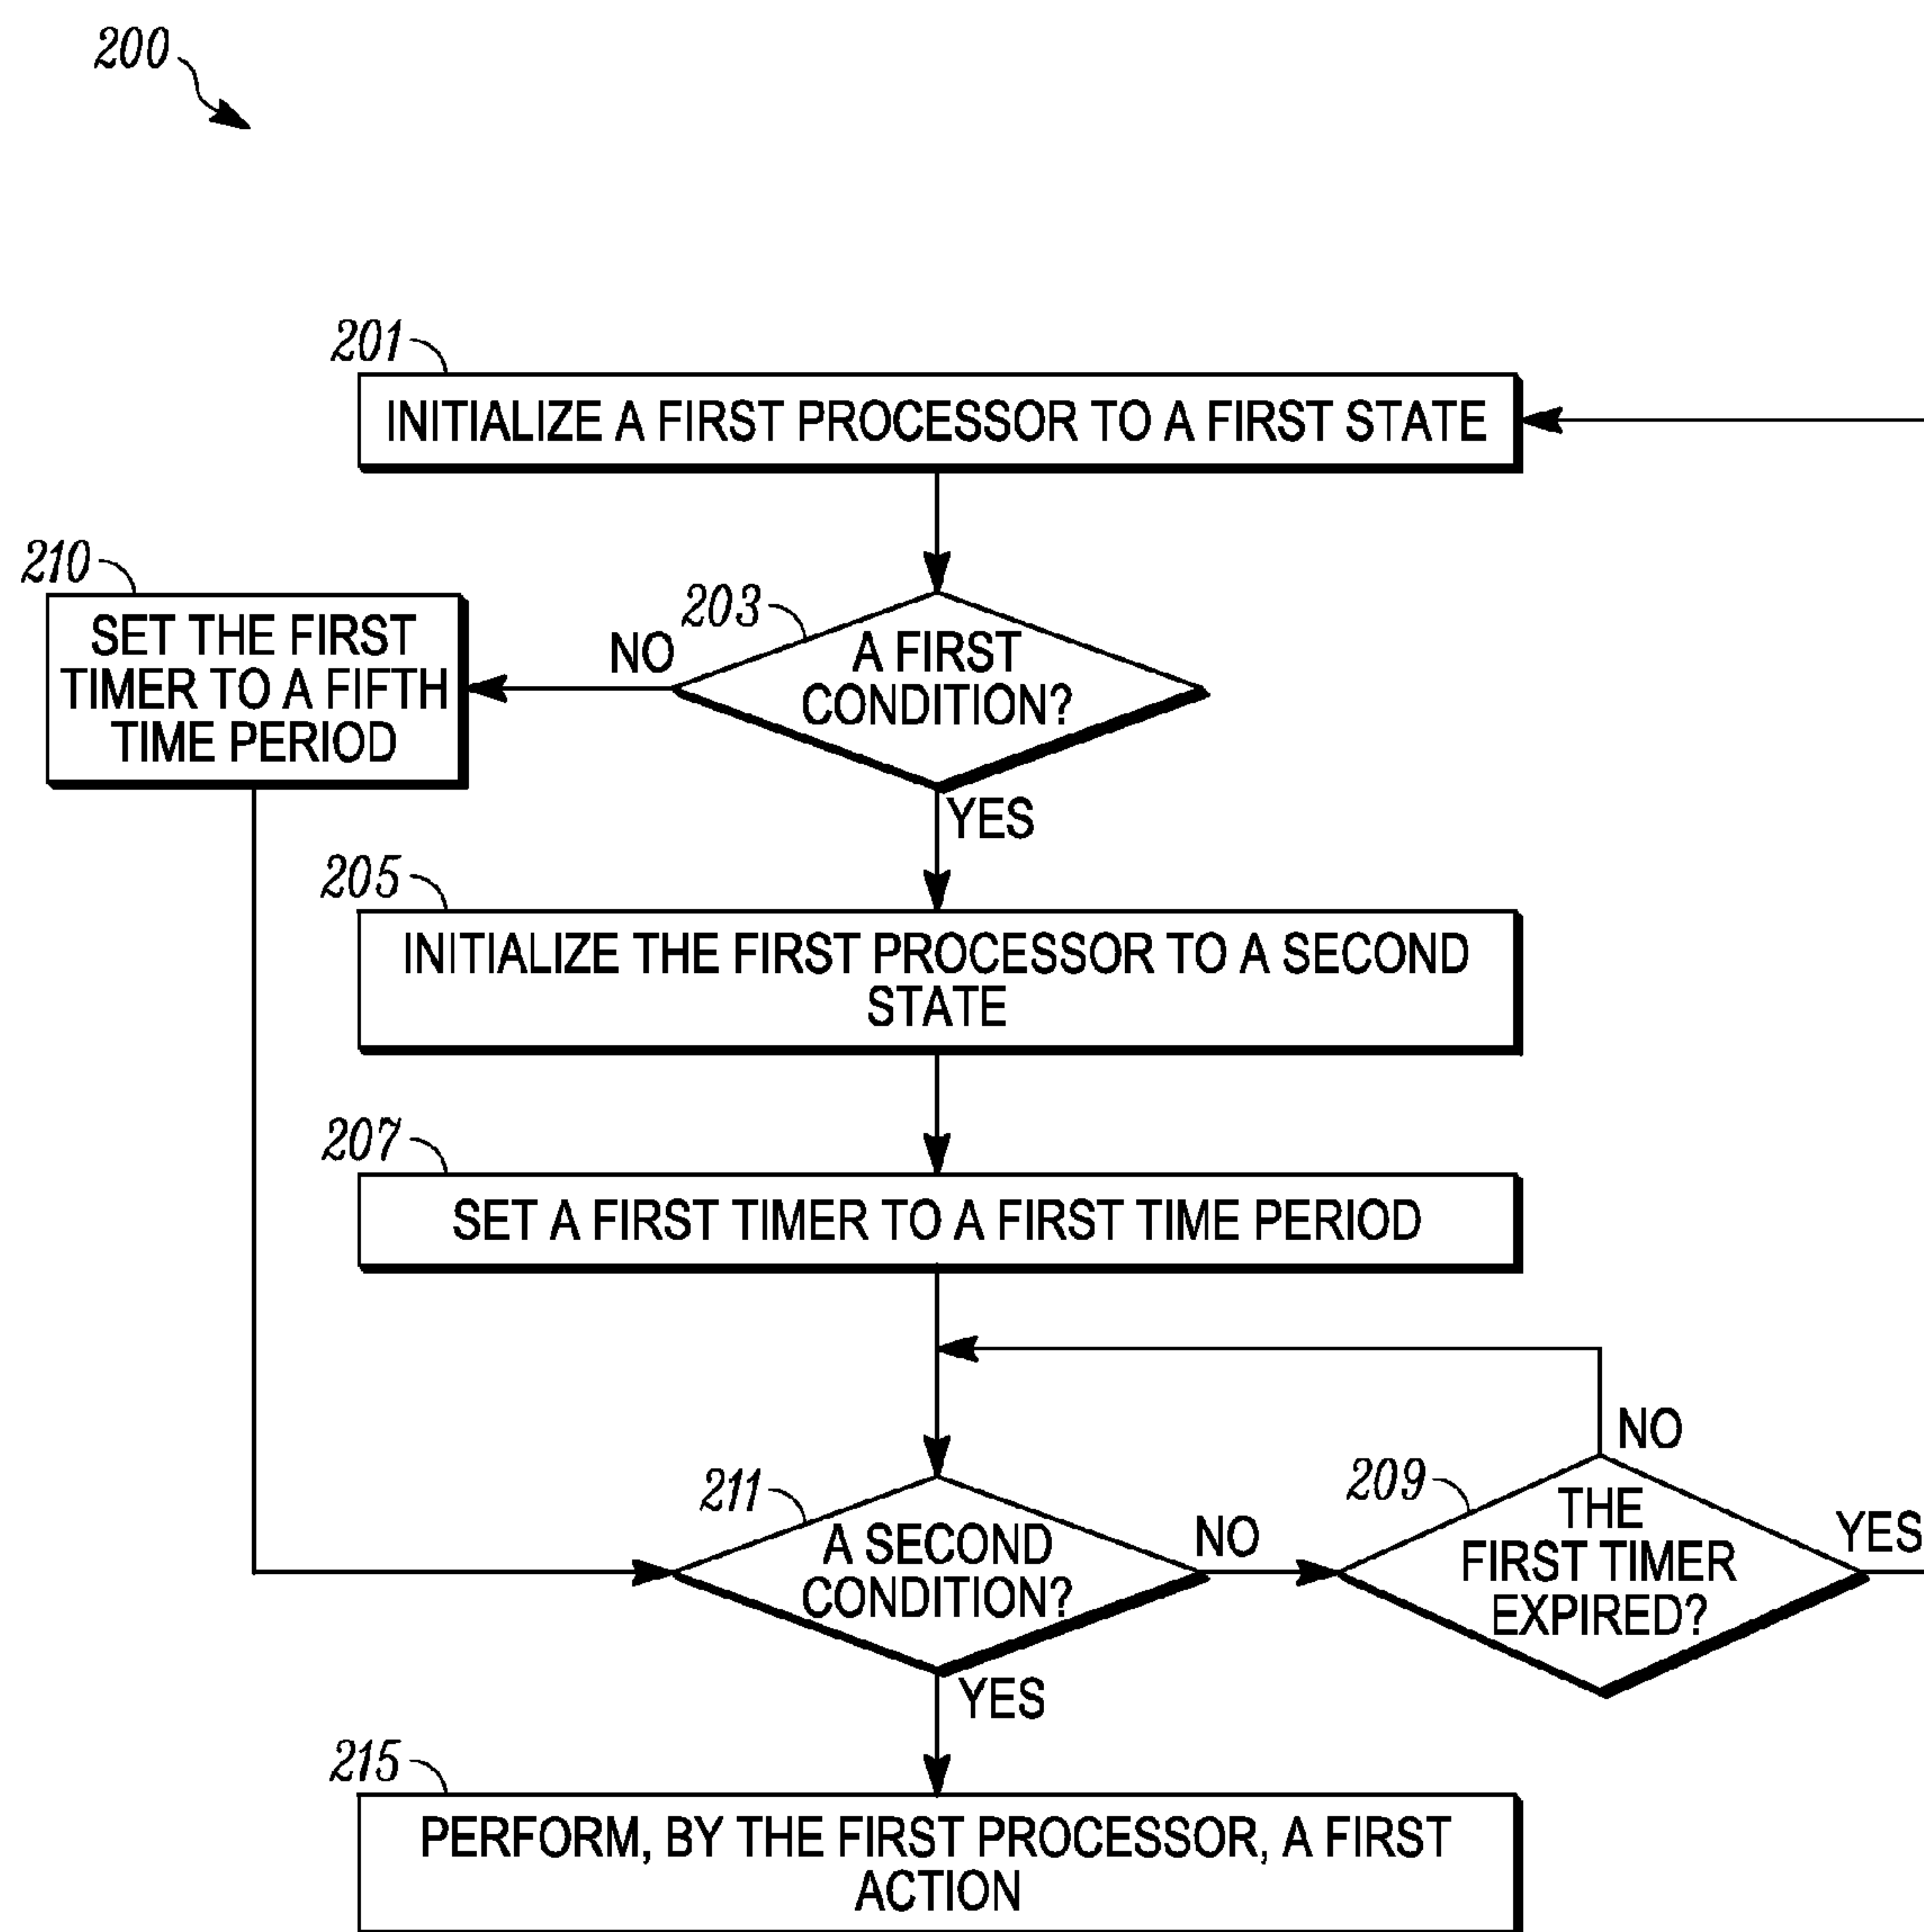 200
201
INITIALIZE A FIRST PROCESSOR TO A FIRST STATE
210
SET THE FIRST
TIMER TO A FIFTH
TIME PERIOD
NO
203
A FIRST
CONDITION?
YES
205
INITIALIZE THE FIRST PROCESSOR TO A SECOND
STATE
207
SET A FIRST TIMER TO A FIRST TIME PERIOD
211
A SECOND
CONDITION?
NO
209
THE
FIRST TIMER
EXPIRED?
NO
YES
YES
215
PERFORM, BY THE FIRST PROCESSOR, A FIRST
ACTION